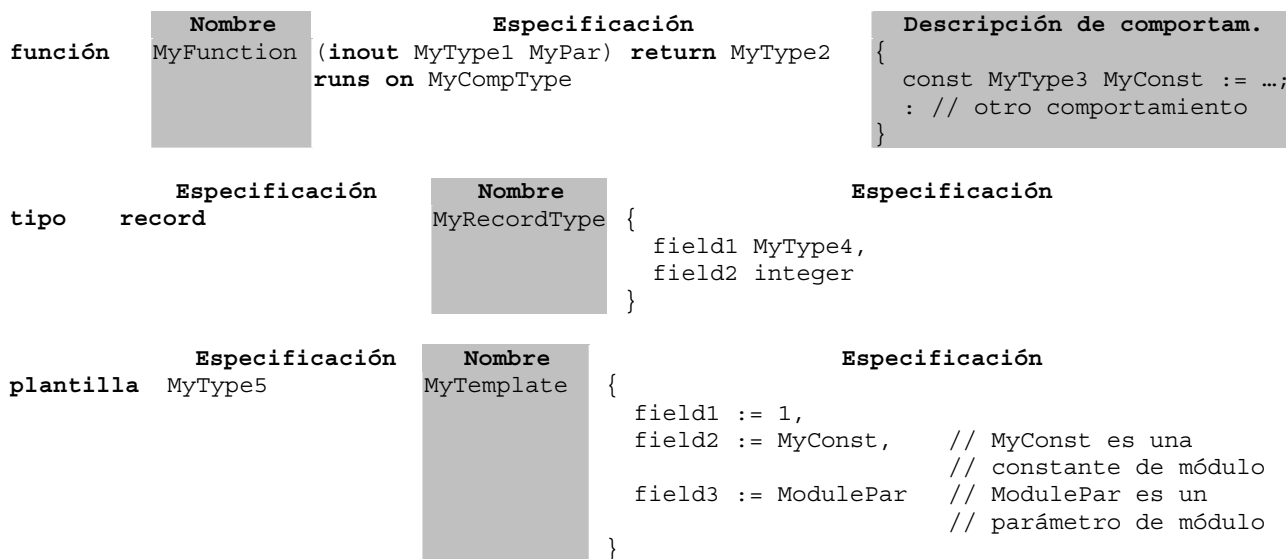 Nombre Especificación Descripción de comportam.
función MyFunction (inout MyType1 MyPar) return MyType2 {
runs on MyCompType const MyType3 MyConst := …;
: // otro comportamiento
}
Especificación Nombre Especificación
tipo record MyRecordType {
field1 MyType4,
field2 integer
}
Especificación Nombre Especificación
plantilla MyType5 MyTemplate {
field1 := 1,
field2 := MyConst, // MyConst es una
// constante de módulo
field3 := ModulePar // ModulePar es un
// parámetro de módulo
}